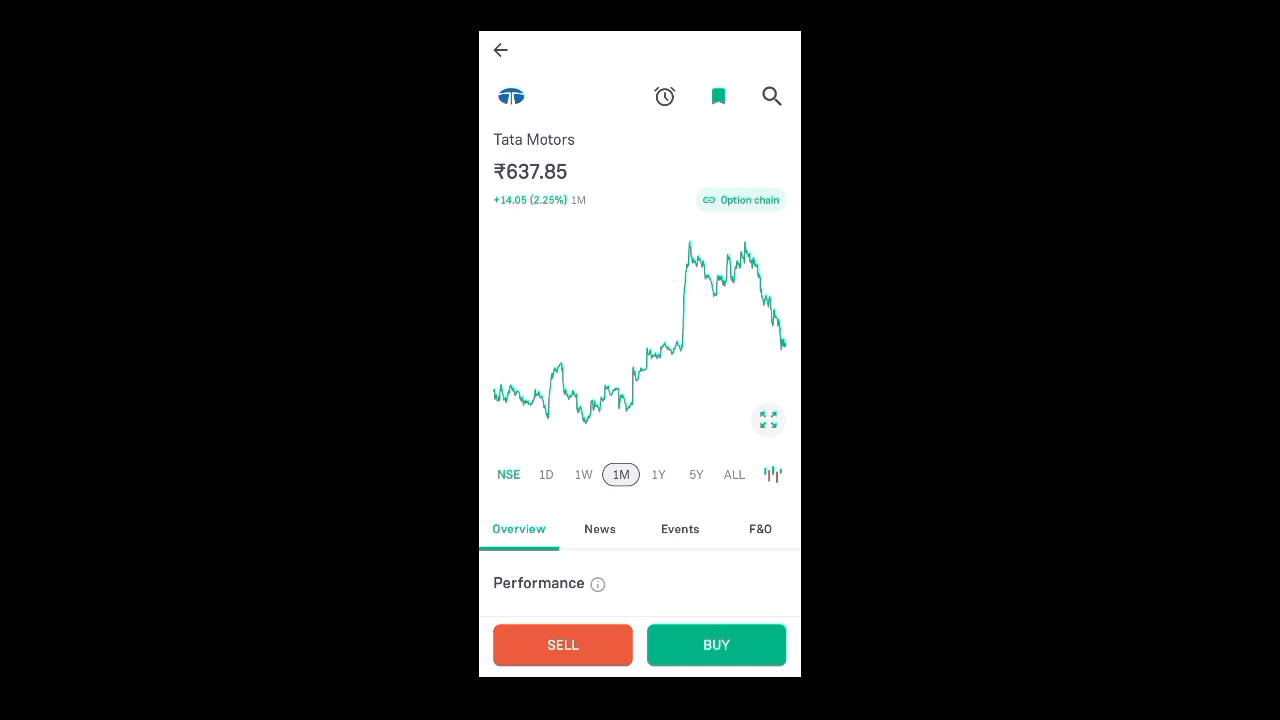 Tata Motors
₹637.85
+14.05 (2.25%) 1M
Option chain
NSE 1D 1W 1M 1Y 5Y ALL
Overview News Events F&O
Performance
SELL BUY